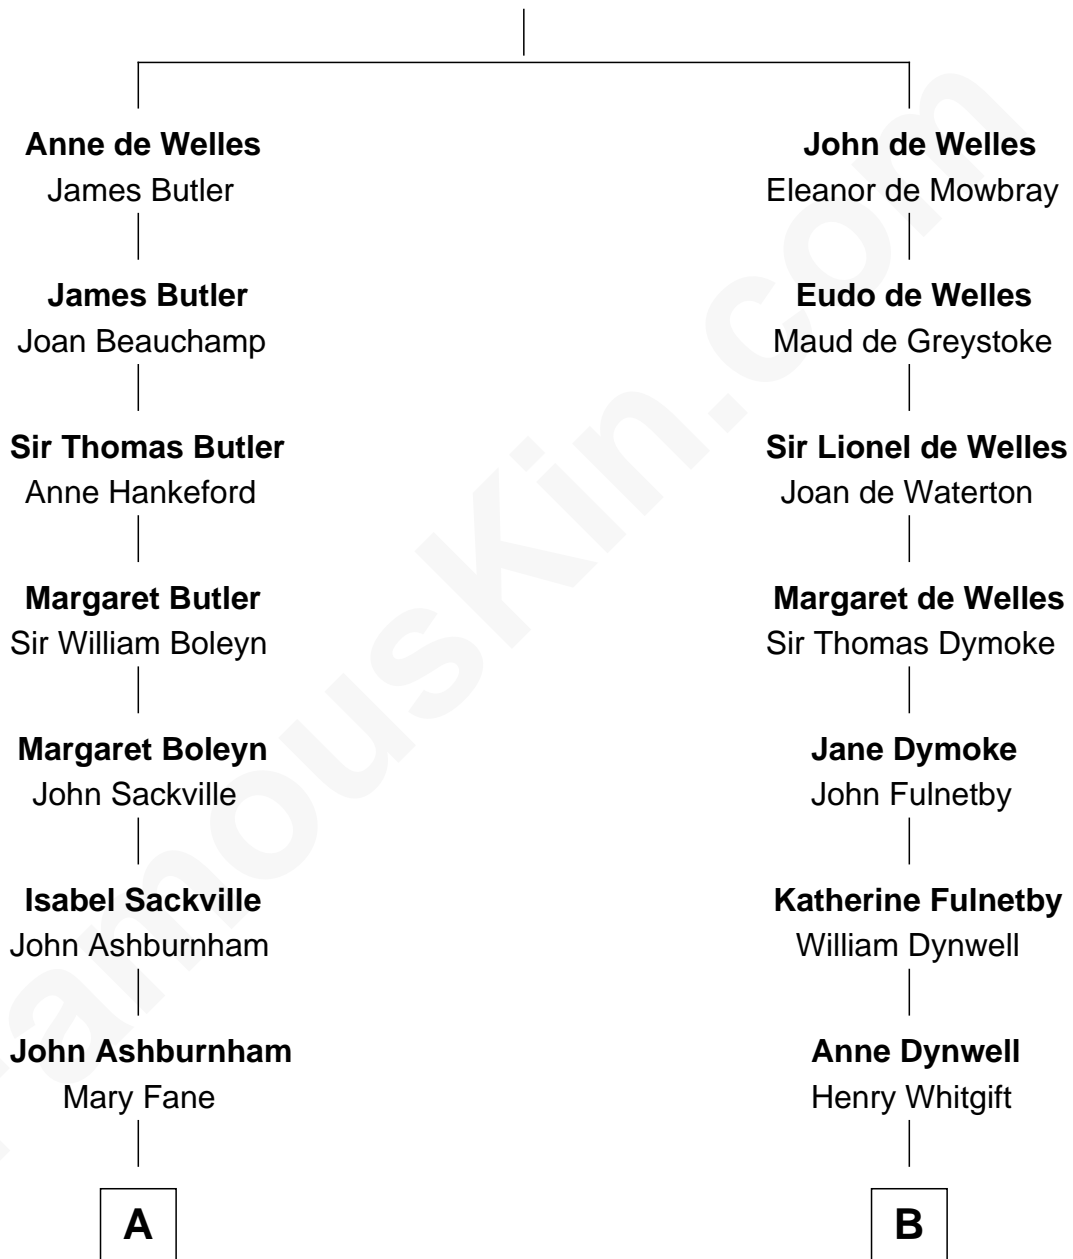 Anne de Welles
James Butler
James Butler
Joan Beauchamp
Sir Thomas Butler
Anne Hankeford
Margaret Butler
Sir William Boleyn
Margaret Boleyn
John Sackville
Isabel Sackville
John Ashburnham
John Ashburnham
Mary Fane
A
John de Welles
Eleanor de Mowbray
Eudo de Welles
Maud de Greystoke
Sir Lionel de Welles
Joan de Waterton
Margaret de Welles
Sir Thomas Dymoke
Jane Dymoke
John Fulnetby
Katherine Fulnetby
William Dynwell
Anne Dynwell
Henry Whitgift
B
FamousKin.com